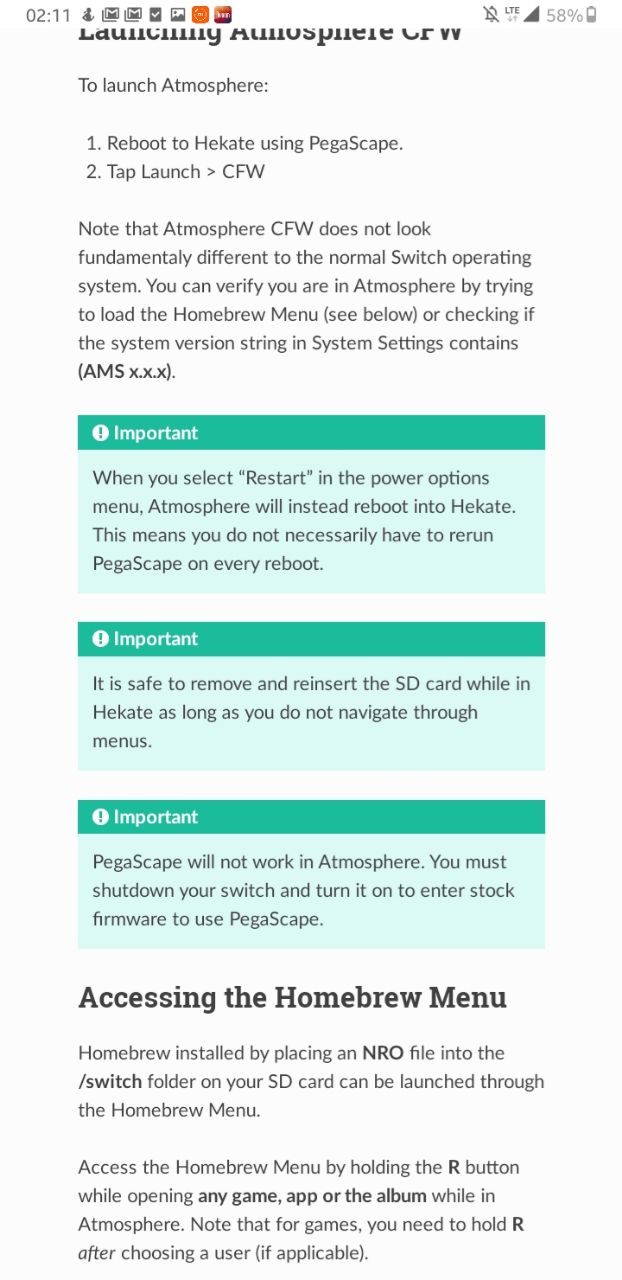 02:11
LTE
58%
Launching Atmosphere CFW
To launch Atmosphere:
1. Reboot to Hekate using PegaScape.
2. Tap Launch > CFW
Note that Atmosphere CFW does not look
fundamentaly different to the normal Switch operating
system. You can verify you are in Atmosphere by trying
to load the Homebrew Menu (see below) or checking if
the system version string in System Settings contains
(AMS x.x.x).
Important
When you select “Restart” in the power options
menu, Atmosphere will instead reboot into Hekate.
This means you do not necessarily have to rerun
PegaScape on every reboot.
Important
It is safe to remove and reinsert the SD card while in
Hekate as long as you do not navigate through
menus.
Important
PegaScape will not work in Atmosphere. You must
shutdown your switch and turn it on to enter stock
firmware to use PegaScape.
Accessing the Homebrew Menu
Homebrew installed by placing an NRO file into the
/switch folder on your SD card can be launched through
the Homebrew Menu.
Access the Homebrew Menu by holding the R button
while opening any game, app or the album while in
Atmosphere. Note that for games, you need to hold R
after choosing a user (if applicable).